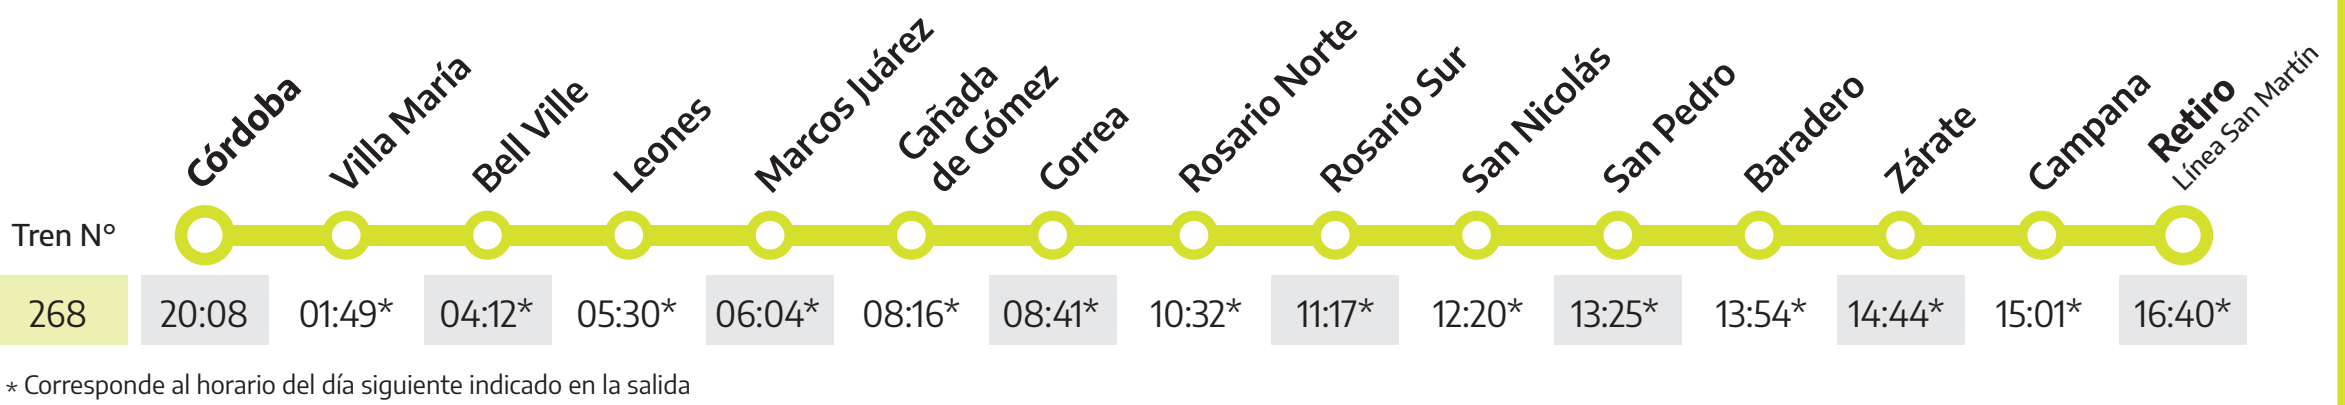 Córdoba
Villa María
Bell Ville
Leones
Marcos Juárez
Cañada
de Gómez
Correa
Rosario Norte
Rosario Sur
San Nicolás
San Pedro
Baradero
Zárate
Campana
Retiro
Línea San Martín
Tren N°
268 20:08 01:49* 04:12* 05:30* 06:04* 08:16* 08:41* 10:32* 11:17* 12:20* 13:25* 13:54* 14:44* 15:01* 16:40*
* Corresponde al horario del día siguiente indicado en la salida